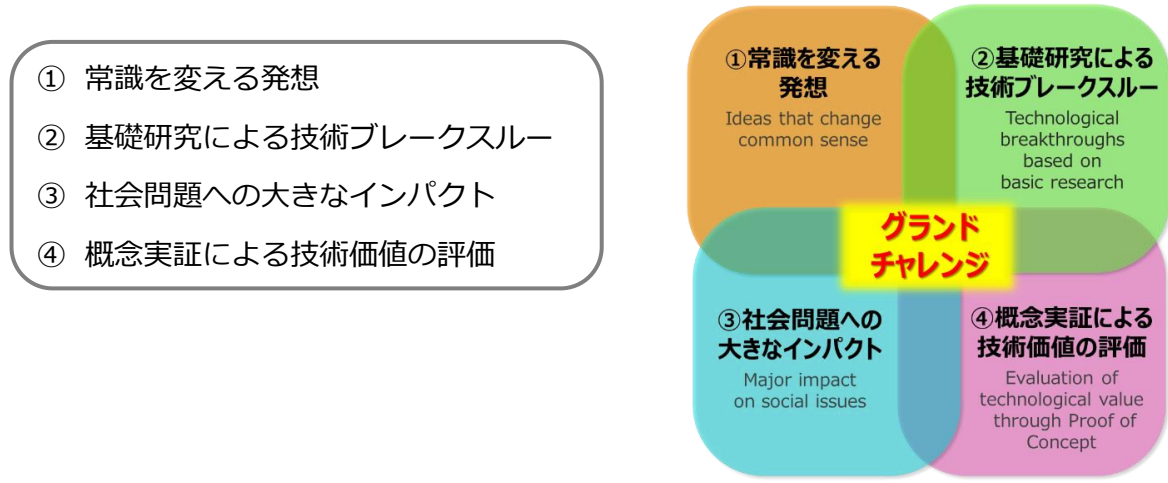 ① 常識を変える発想
② 基礎研究による技術ブレークスルー
③ 社会問題への大きなインパクト
④ 概念実証による技術価値の評価
①常識を変える
発想
Ideas that change
common sense
②基礎研究による
技術ブレークスルー
Technological
breakthroughs
based on
basic research
グランド
チャレンジ
③社会問題への
大きなインパクト
Major impact
on social issues
④概念実証による
技術価値の評価
Evaluation of
technological value
through Proof of
Concept